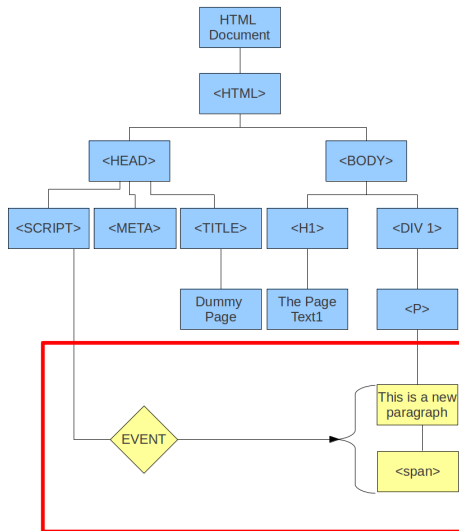 HTML
Document
<HTML>
<HEAD>
<BODY>
<SCRIPT>
<META>
<TITLE>
<H1>
<DIV 1>
Dummy
Page
The Page
Text1
<P>
This is a new
paragraph
EVENT
<span>